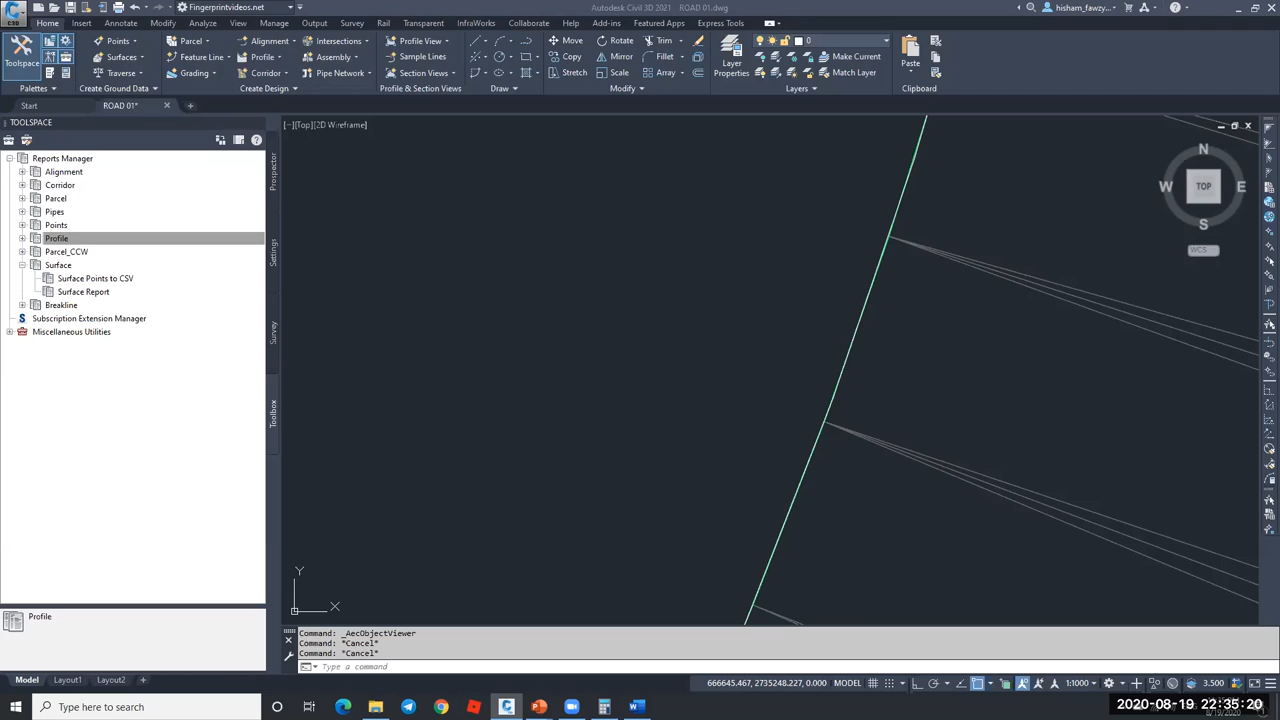 Fingerprintvideos.net
Autodesk Civil 3D 2021 ROAD 01.dwg
hisham_fawzy...
Home Insert Annotate Modify Analyze View Manage Output Survey Rail Transparent InfraWorks Collaborate Help Add-ins Featured Apps Express Tools
Toolspace
Points
Surfaces
Traverse
Parcel
Feature Line
Grading
Alignment
Profile
Corridor
Intersections
Assembly
Pipe Network
Profile View
Sample Lines
Section Views
Move Rotate Trim
Copy Mirror Fillet
Stretch Scale Array
Layer Properties
0
Make Current
Match Layer
Paste
Palettes Create Ground Data Create Design Profile & Section Views Draw Modify Layers Clipboard
Start ROAD 01*
TOOLSPACE
Reports Manager
Alignment
Corridor
Parcel
Pipes
Points
Profile
Parcel_CCW
Surface
Surface Points to CSV
Surface Report
Breakline
Subscription Extension Manager
Miscellaneous Utilities
Prospector
Settings
Survey
Toolbox
Profile
[−][Top][2D Wireframe]
N
W TOP E
S
WCS
Y
X
Command: _AecObjectViewer
Command: *Cancel*
Command: *Cancel*
Type a command
Model Layout1 Layout2
666645.467, 2735248.227, 0.000 MODEL 1:1000 3.500
Type here to search
2020-08-19 22:35:20